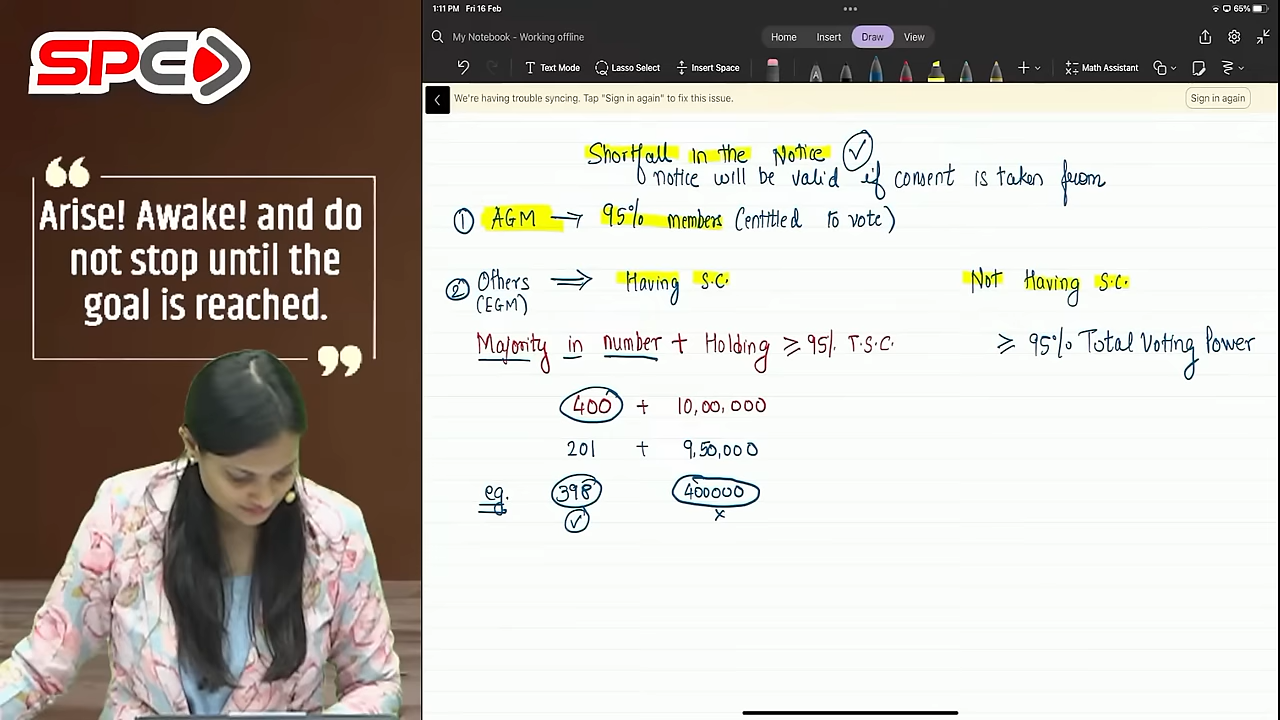 1:11 PM Fri 16 Feb
65%
My Notebook - Working offline
Home Insert Draw View
Text Mode Lasso Select Insert Space Math Assistant
We're having trouble syncing. Tap "Sign in again" to fix this issue.
Sign in again
SPC
Arise! Awake! and do
not stop until the
goal is reached.
Shortfall in the Notice ✓
notice will be valid if consent is taken from
① AGM → 95% members (entitled to vote)
② Others ⇒ Having S.C. Not Having S.C.
(EGM)
Majority in number + Holding ≥ 95% T.S.C. ≥ 95% Total Voting Power
400 + 10,00,000
201 + 9,50,000
eg. 398 400000
✓ x